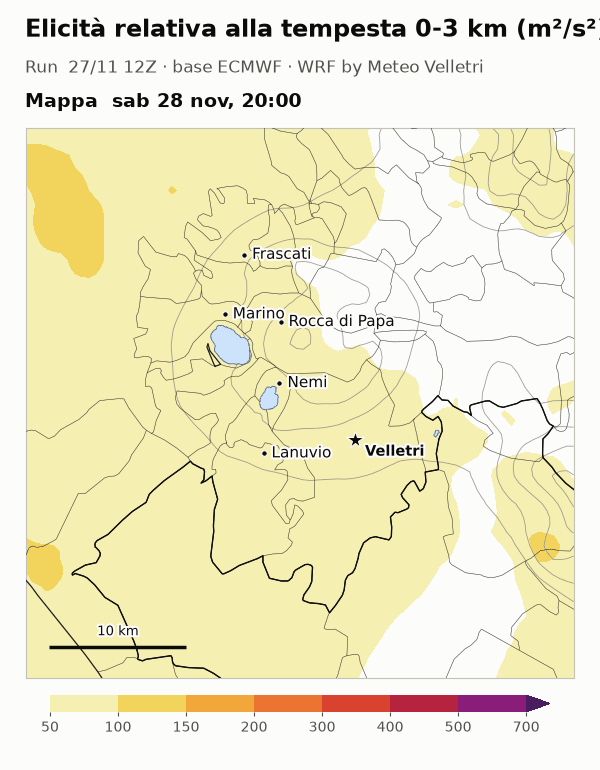 Elicità relativa alla tempesta 0-3 km (m²/s²)
Run 27/11 12Z · base ECMWF · WRF by Meteo Velletri
Mappa sab 28 nov, 20:00
Frascati
Marino
Rocca di Papa
Nemi
Velletri
Lanuvio
10 km
50 100 150 200 300 400 500 700